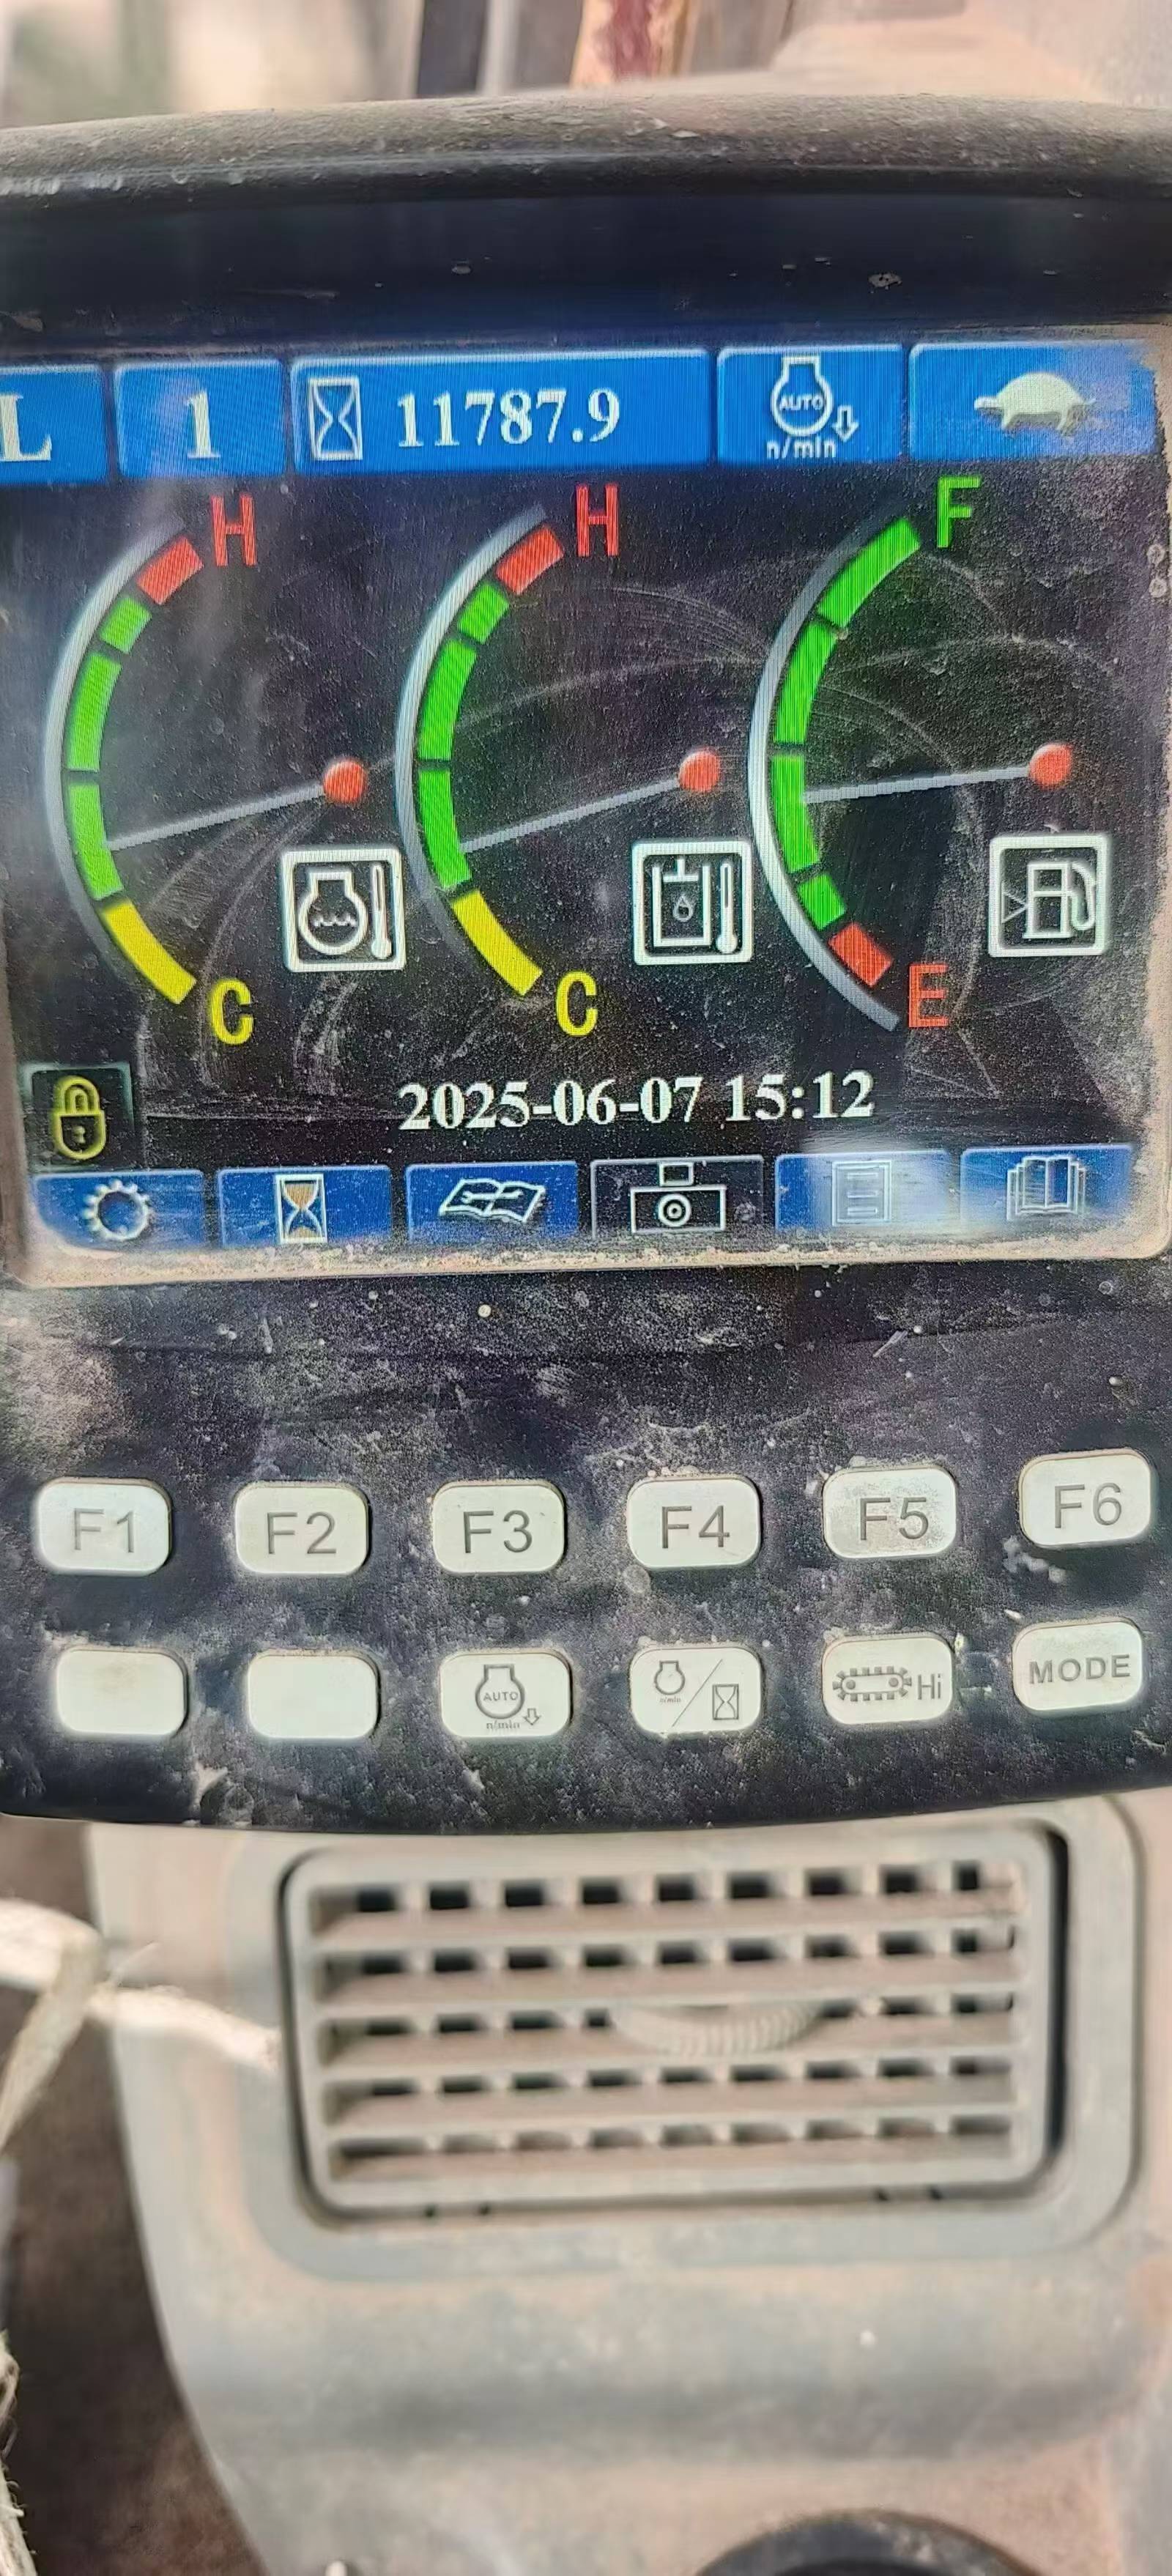 L 1 11787.9 AUTO n/min
H H F
C C E
2025-06-07 15:12
F1 F2 F3 F4 F5 F6
AUTO n/min n/min Hi MODE